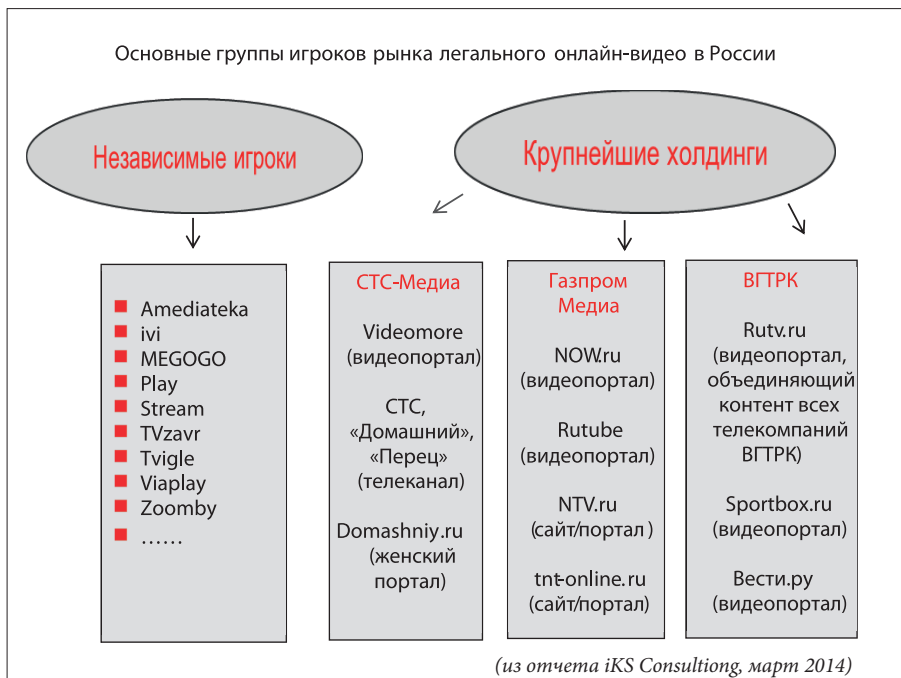 Основные группы игроков рынка легального онлайн-видео в России
Независимые игроки
Крупнейшие холдинги
Amediateka
ivi
MEGOGO
Play
Stream
TVzavr
Tvigle
Viaplay
Zoomby
……
СТС-Медиа
Videomore
(видеопортал)
СТС,
«Домашний»,
«Перец»
(телеканал)
Domashniy.ru
(женский
портал)
Газпром
Медиа
NOW.ru
(видеопортал)
Rutube
(видеопортал)
NTV.ru
(сайт/портал )
tnt-online.ru
(сайт/портал)
ВГТРК
Rutv.ru
(видеопортал,
объединяющий
контент всех
телекомпаний
ВГТРК)
Sportbox.ru
(видеопортал)
Вести.ру
(видеопортал)
(из отчета iKS Consultiong, март 2014)